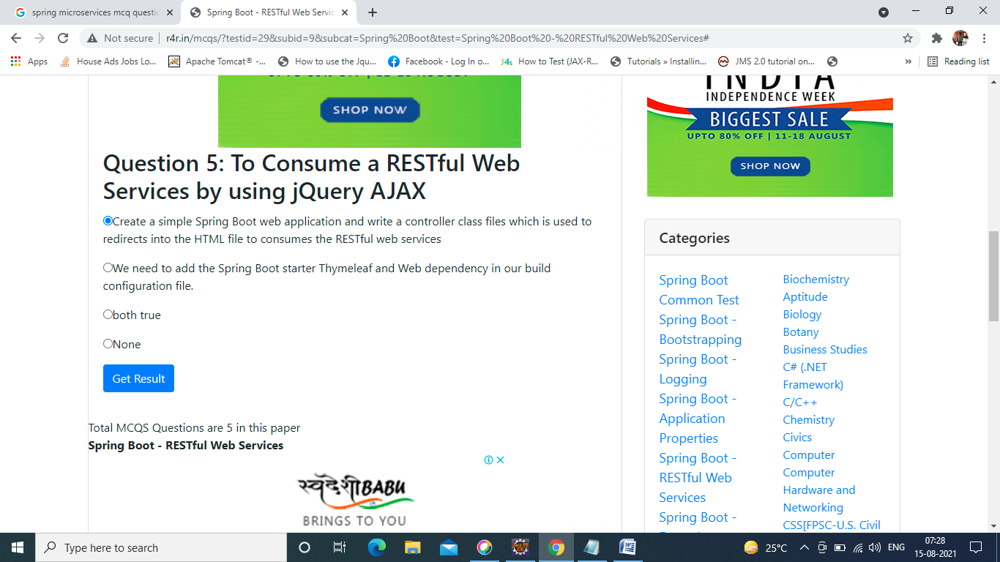 spring microservices mcq questio
Spring Boot - RESTful Web Servic
Not secure
r4r.in/mcqs/?testid=29&subid=9&subcat=Spring%20Boot&test=Spring%20Boot%20-%20RESTful%20Web%20Services#
Apps
House Ads Jobs Lo...
Apache Tomcat® -...
How to use the Jqu...
Facebook - Log In o...
J4s How to Test (JAX-R...
Tutorials » Installin...
JMS 2.0 tutorial on...
»
Reading list
UPTO 80% OFF | 11-18 AUGUST
SHOP NOW
Question 5: To Consume a RESTful Web
Services by using jQuery AJAX
Create a simple Spring Boot web application and write a controller class files which is used to
redirects into the HTML file to consumes the RESTful web services
We need to add the Spring Boot starter Thymeleaf and Web dependency in our build
configuration file.
both true
None
Get Result
Total MCQS Questions are 5 in this paper
Spring Boot - RESTful Web Services
स्वदेशीBABU
BRINGS TO YOU
INDIA
INDEPENDENCE WEEK
BIGGEST SALE
UPTO 80% OFF | 11-18 AUGUST
SHOP NOW
Categories
Spring Boot
Common Test
Spring Boot -
Bootstrapping
Spring Boot -
Logging
Spring Boot -
Application
Properties
Spring Boot -
RESTful Web
Services
Spring Boot -
Biochemistry
Aptitude
Biology
Botany
Business Studies
C# (.NET
Framework)
C/C++
Chemistry
Civics
Computer
Computer
Hardware and
Networking
CSS[FPSC-U.S. Civil
Type here to search
25°C
ENG
07:28
15-08-2021